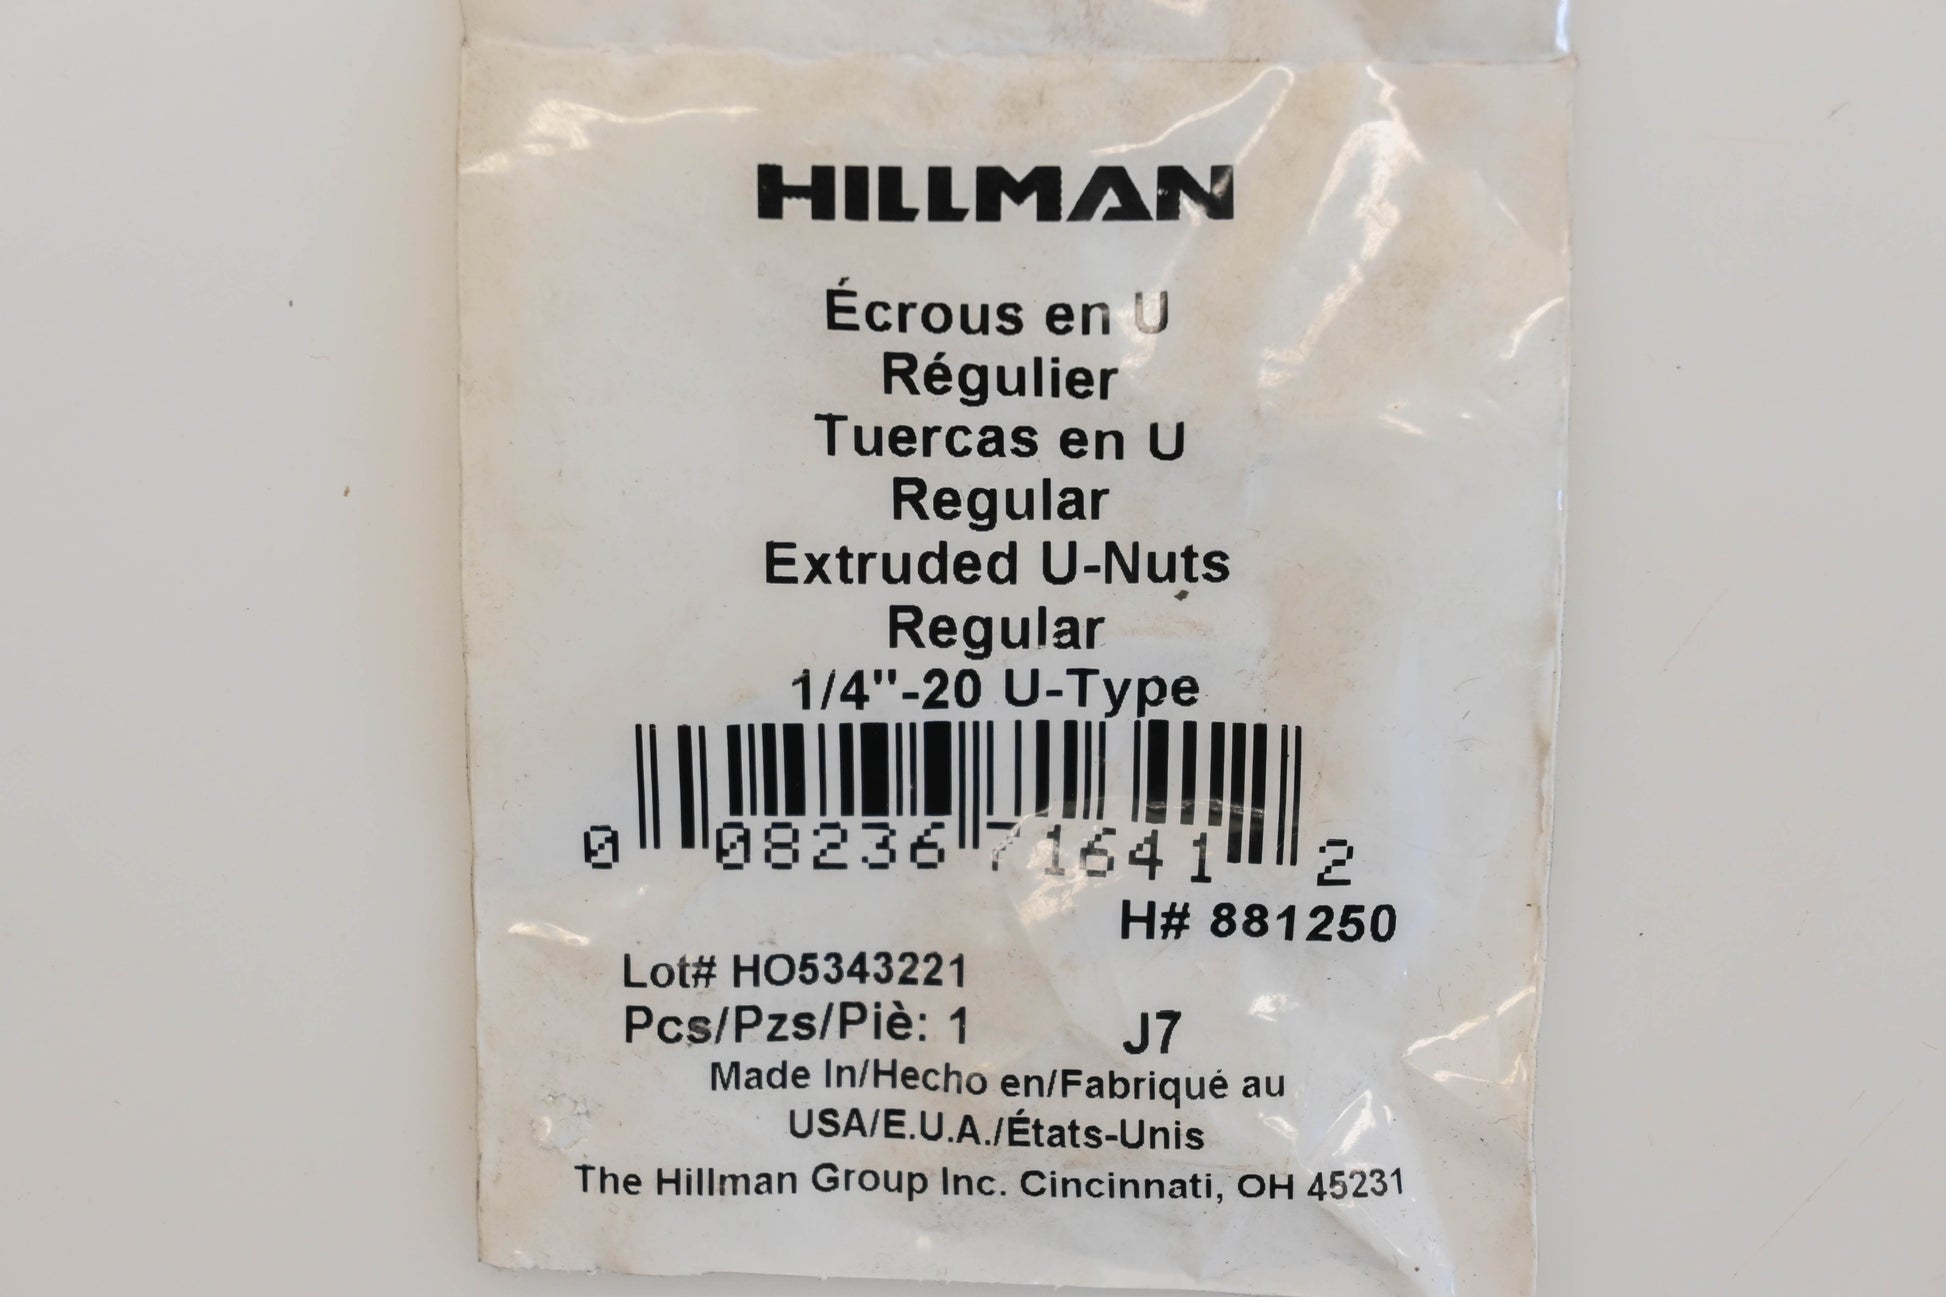 HILLMAN
Écrous en U
Régulier
Tuercas en U
Regular
Extruded U-Nuts
Regular
1/4"-20 U-Type
0 08236 71641 2
H# 881250
Lot# HO5343221
Pcs/Pzs/Piè: 1 J7
Made In/Hecho en/Fabriqué au
USA/E.U.A./États-Unis
The Hillman Group Inc. Cincinnati, OH 45231